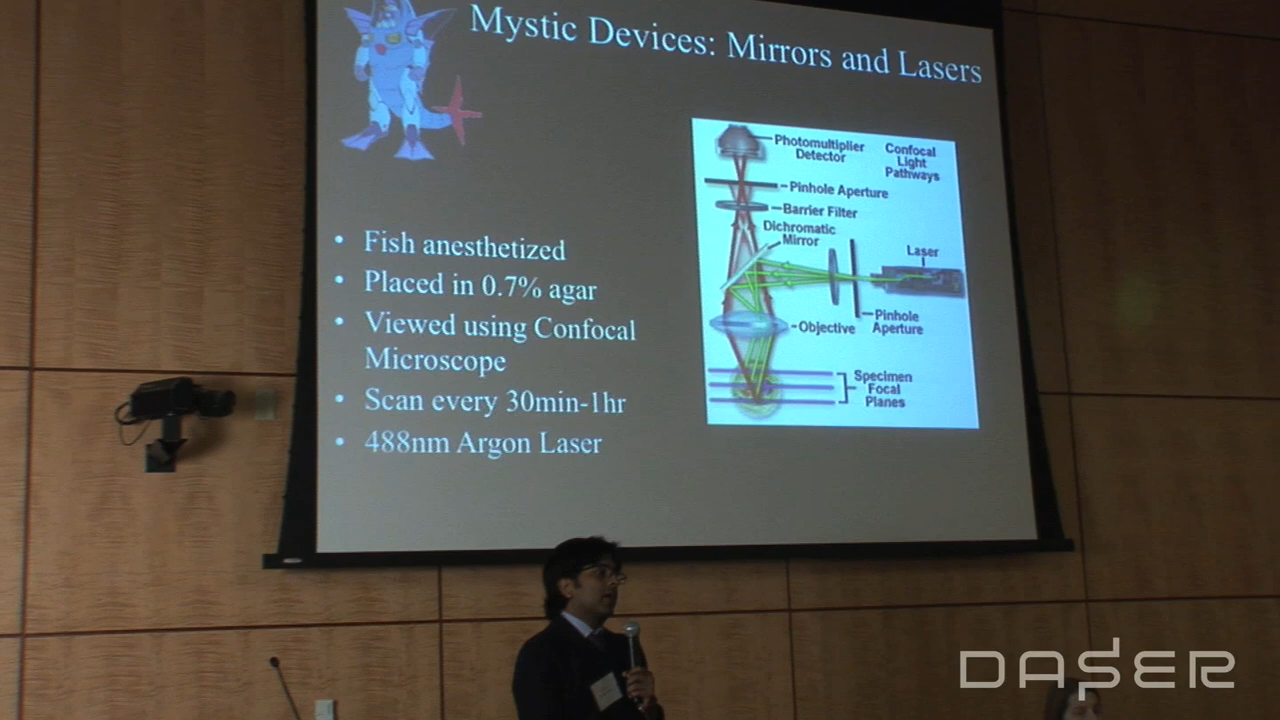 Mystic Devices: Mirrors and Lasers
• Fish anesthetized
• Placed in 0.7% agar
• Viewed using Confocal
Microscope
• Scan every 30min-1hr
• 488nm Argon Laser
Photomultiplier
Detector
Confocal
Light
Pathways
Pinhole Aperture
Barrier Filter
Dichromatic
Mirror
Laser
Pinhole
Aperture
Objective
Specimen
Focal
Planes
DASER